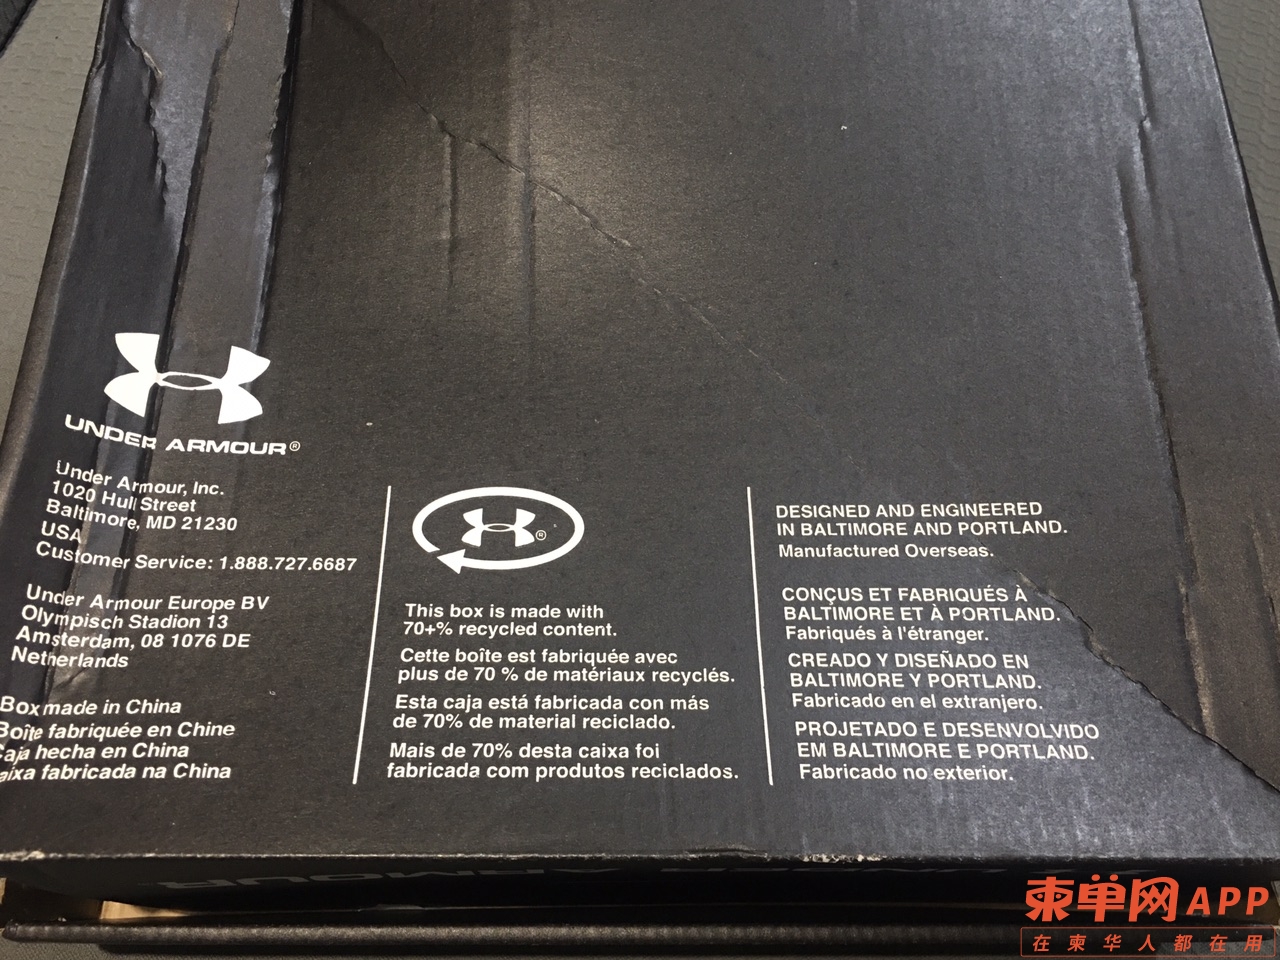 UNDER ARMOUR®
Under Armour, Inc.
1020 Hull Street
Baltimore, MD 21230
USA
Customer Service: 1.888.727.6687
Under Armour Europe BV
Olympisch Stadion 13
Amsterdam, 08 1076 DE
Netherlands
Box made in China
Boîte fabriquée en Chine
aja hecha en China
aixa fabricada na China
®
This box is made with
70+% recycled content.
Cette boîte est fabriquée avec
plus de 70 % de matériaux recyclés.
Esta caja está fabricada con más
de 70% de material reciclado.
Mais de 70% desta caixa foi
fabricada com produtos reciclados.
DESIGNED AND ENGINEERED
IN BALTIMORE AND PORTLAND.
Manufactured Overseas.
CONÇUS ET FABRIQUÉS À
BALTIMORE ET À PORTLAND.
Fabriqués à l'étranger.
CREADO Y DISEÑADO EN
BALTIMORE Y PORTLAND.
Fabricado en el extranjero.
PROJETADO E DESENVOLVIDO
EM BALTIMORE E PORTLAND.
Fabricado no exterior.
UNDER ARMOUR
柬单网APP
在柬华人都在用